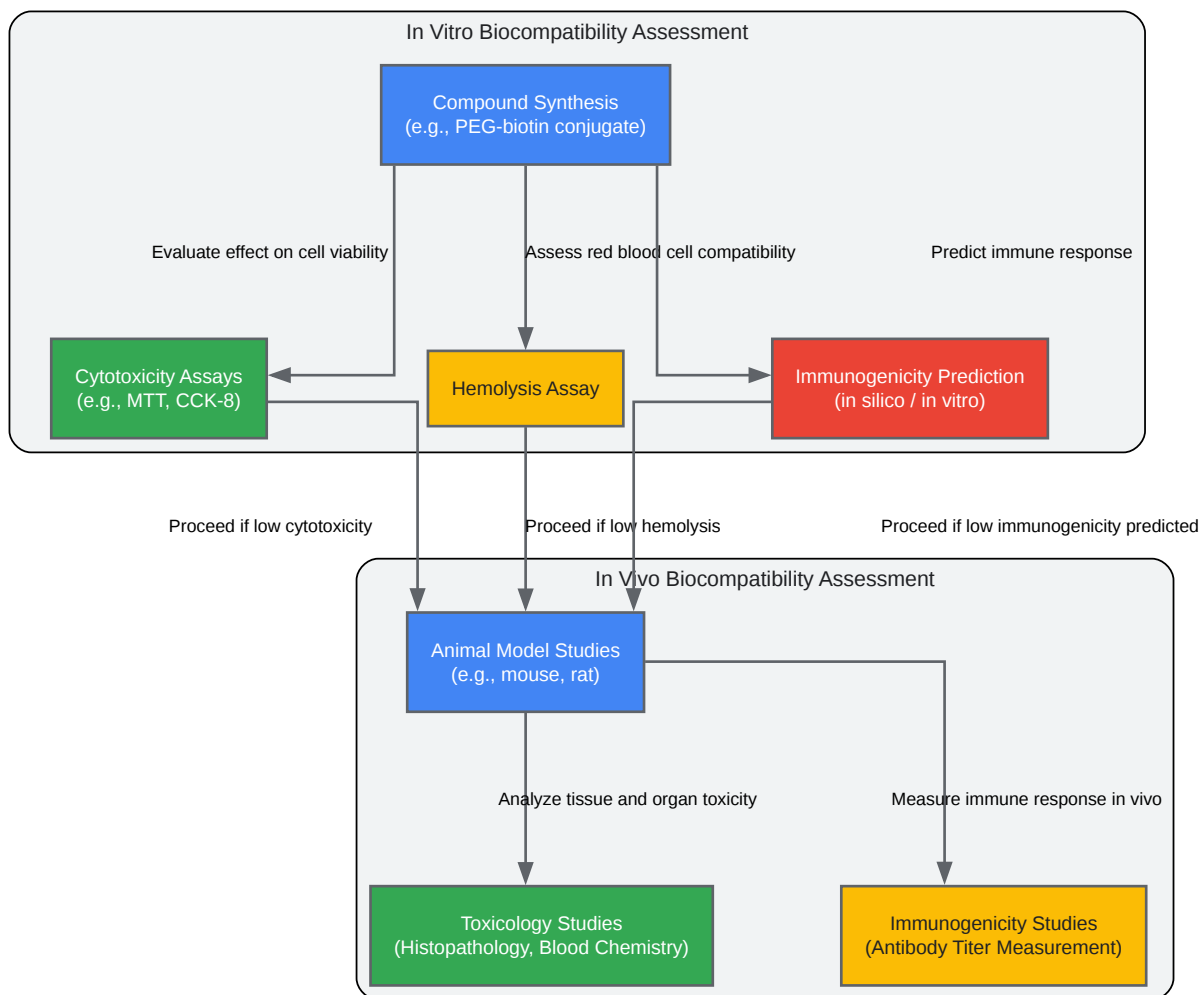 In Vitro Biocompatibility Assessment
Compound Synthesis
(e.g., PEG-biotin conjugate)
Evaluate effect on cell viability
Assess red blood cell compatibility
Predict immune response
Cytotoxicity Assays
(e.g., MTT, CCK-8)
Hemolysis Assay
Immunogenicity Prediction
(in silico / in vitro)
Proceed if low cytotoxicity
Proceed if low hemolysis
Proceed if low immunogenicity predicted
In Vivo Biocompatibility Assessment
Animal Model Studies
(e.g., mouse, rat)
Analyze tissue and organ toxicity
Measure immune response in vivo
Toxicology Studies
(Histopathology, Blood Chemistry)
Immunogenicity Studies
(Antibody Titer Measurement)